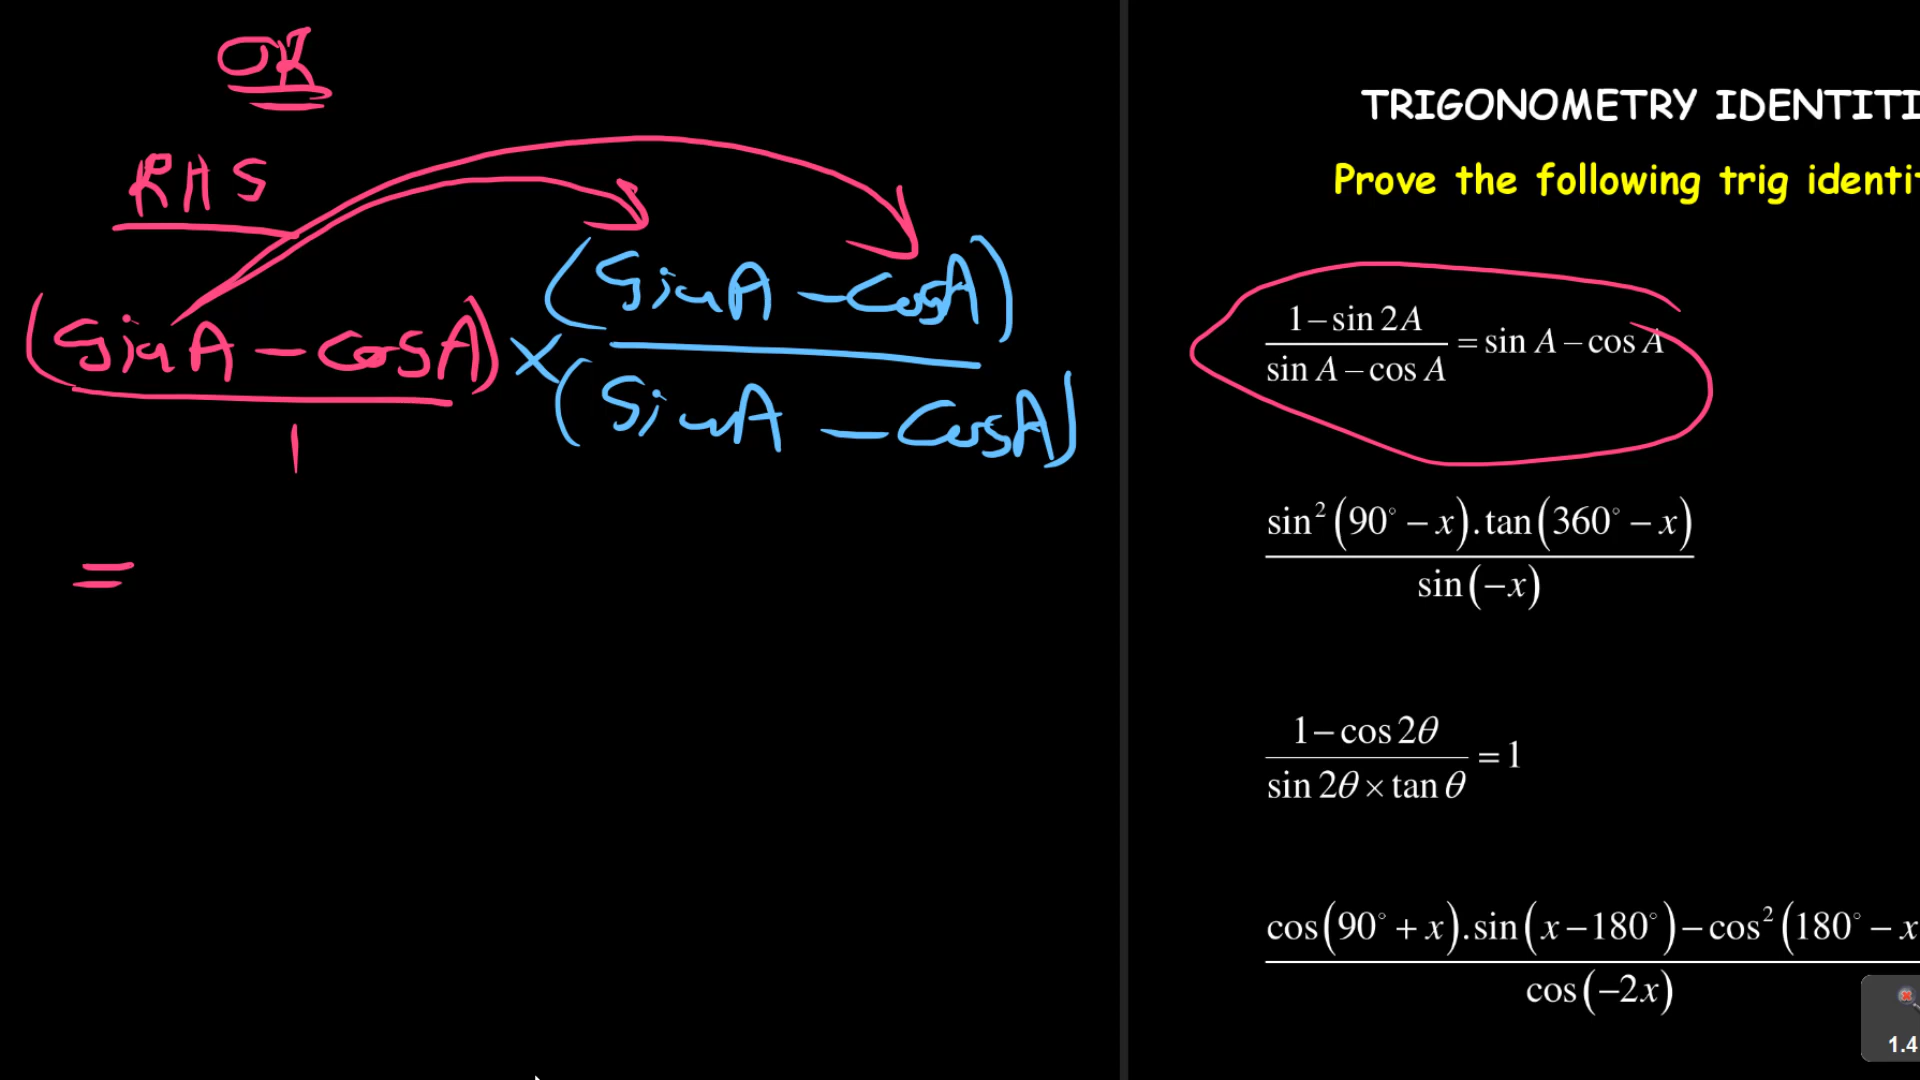 OR
RHS
(sinA - cosA) × (sinA - cosA)
1 (sinA - cosA)
=
TRIGONOMETRY IDENTITI
Prove the following trig identit
1 − sin 2A
sin A − cos A
= sin A − cos A
sin²(90° − x).tan(360° − x)
sin(−x)
1 − cos 2θ
sin 2θ × tan θ
= 1
cos(90° + x).sin(x − 180°) − cos²(180° − x
cos(−2x)
1.4